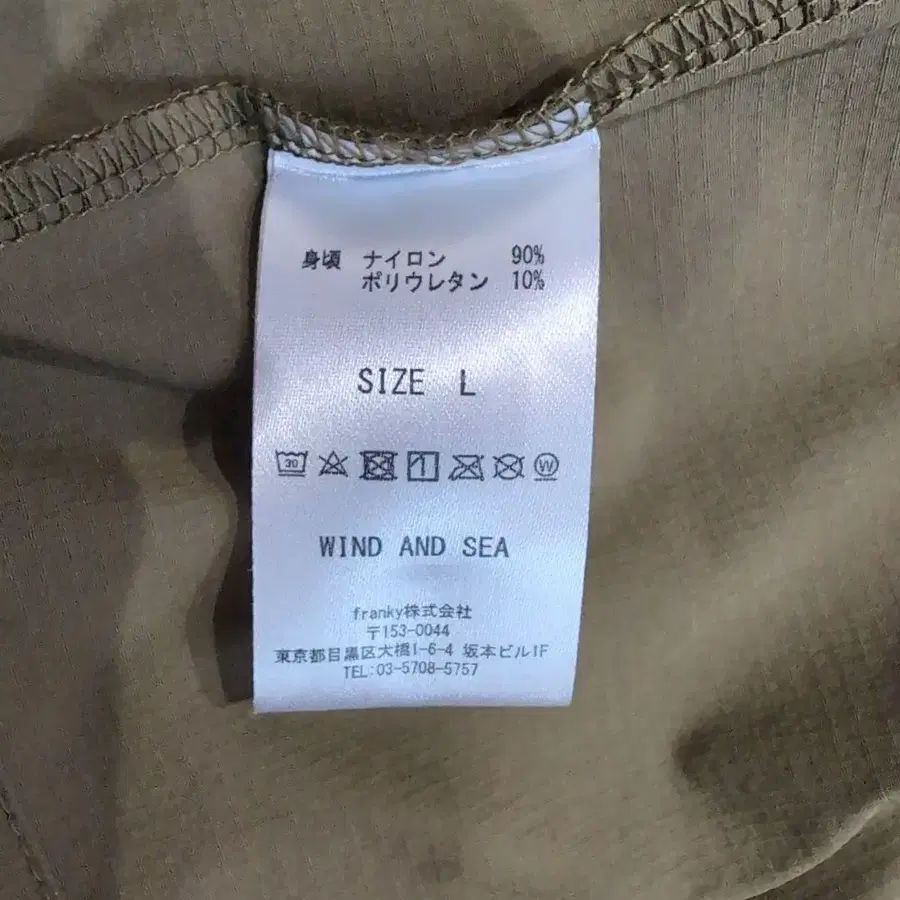 身頃 ナイロン 90%
ポリウレタン 10%
SIZE L
30 W
WIND AND SEA
franky株式会社
〒153-0044
東京都目黒区大橋1-6-4 坂本ビル1F
TEL:03-5708-5757